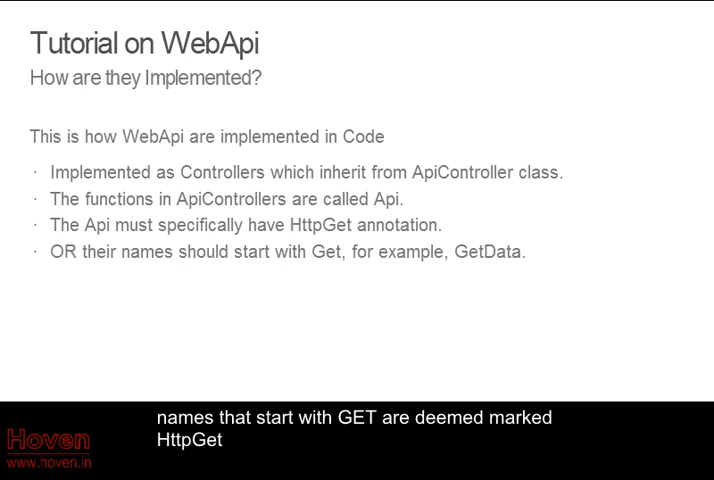 Tutorial on WebApi
How are they Implemented?
This is how WebApi are implemented in Code
· Implemented as Controllers which inherit from ApiController class.
· The functions in ApiControllers are called Api.
· The Api must specifically have HttpGet annotation.
· OR their names should start with Get, for example, GetData.
names that start with GET are deemed marked
HttpGet
Hoven
www.hoven.in